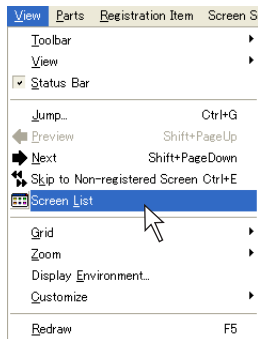 View Parts Registration Item Screen S
Toolbar
View
Status Bar
Jump... Ctrl+G
Preview Shift+PageUp
Next Shift+PageDown
Skip to Non-registered Screen Ctrl+E
Screen List
Grid
Zoom
Display Environment...
Customize
Redraw F5